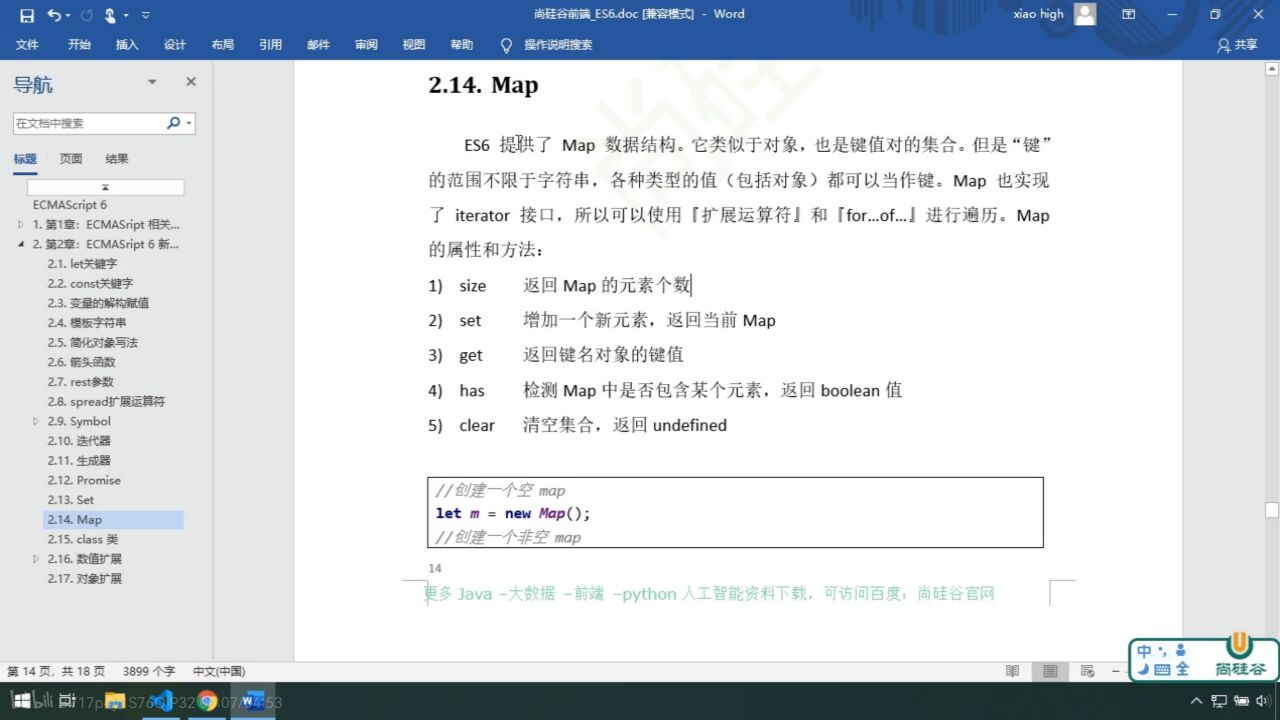 尚硅谷前端_ES6.doc [兼容模式] - Word
xiao high
文件 开始 插入 设计 布局 引用 邮件 审阅 视图 帮助 操作说明搜索 共享
导航
在文档中搜索
标题 页面 结果
ECMAScript 6
1. 第1章：ECMASript 相关...
2. 第2章：ECMASript 6 新...
2.1. let关键字
2.2. const关键字
2.3. 变量的解构赋值
2.4. 模板字符串
2.5. 简化对象写法
2.6. 箭头函数
2.7. rest参数
2.8. spread扩展运算符
2.9. Symbol
2.10. 迭代器
2.11. 生成器
2.12. Promise
2.13. Set
2.14. Map
2.15. class 类
2.16. 数值扩展
2.17. 对象扩展
2.14. Map
ES6 提供了 Map 数据结构。它类似于对象，也是键值对的集合。但是“键”
的范围不限于字符串，各种类型的值（包括对象）都可以当作键。Map 也实现
了 iterator 接口，所以可以使用『扩展运算符』和『for…of…』进行遍历。Map
的属性和方法：
1) size 返回 Map 的元素个数
2) set 增加一个新元素，返回当前 Map
3) get 返回键名对象的键值
4) has 检测 Map 中是否包含某个元素，返回 boolean 值
5) clear 清空集合，返回 undefined
//创建一个空 map
let m = new Map();
//创建一个非空 map
14
更多 Java –大数据 –前端 –python 人工智能资料下载，可访问百度：尚硅谷官网
第 14 页，共 18 页 3899 个字 中文(中国)
中 全
尚硅谷